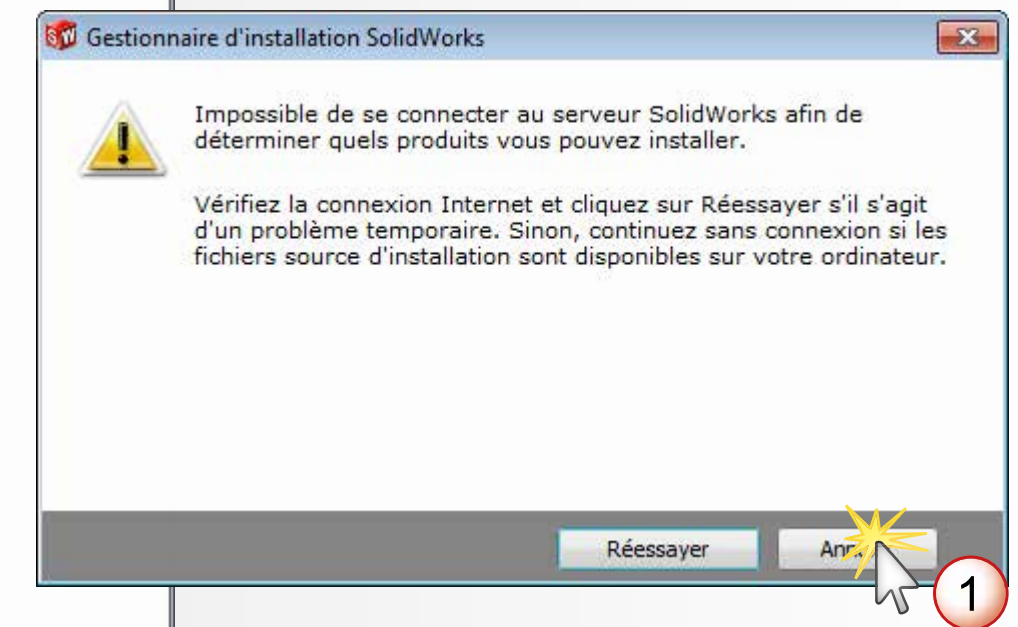 Gestionnaire d'installation SolidWorks
Impossible de se connecter au serveur SolidWorks afin de
déterminer quels produits vous pouvez installer.
Vérifiez la connexion Internet et cliquez sur Réessayer s'il s'agit
d'un problème temporaire. Sinon, continuez sans connexion si les
fichiers source d'installation sont disponibles sur votre ordinateur.
Réessayer
1